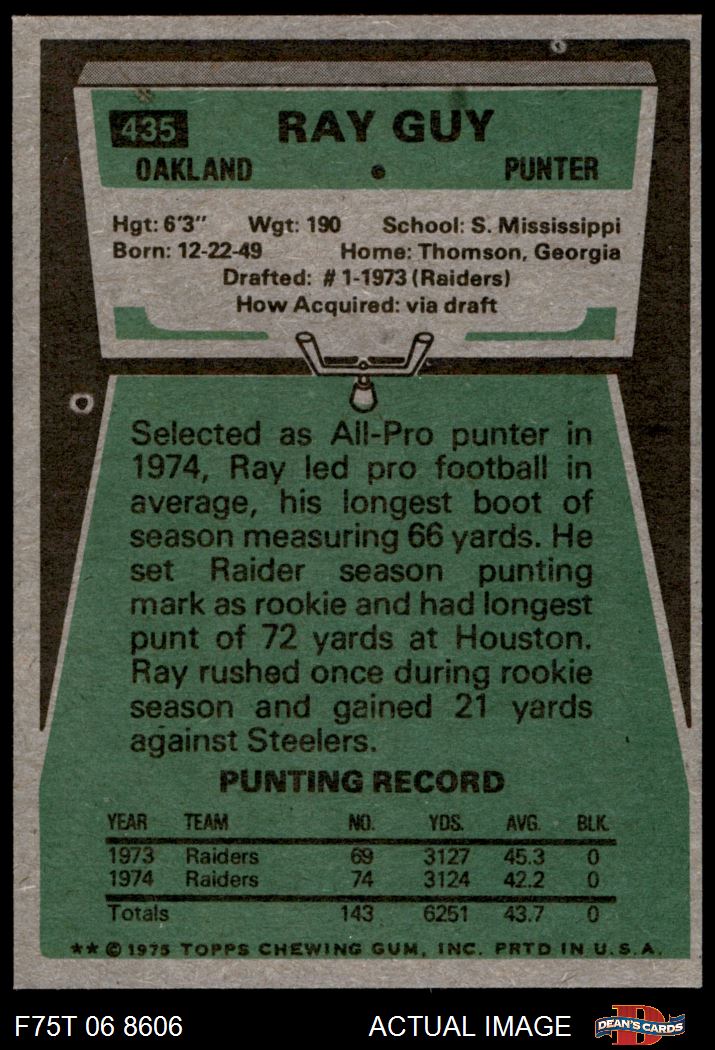 435
RAY GUY
OAKLAND • PUNTER
Hgt: 6'3" Wgt: 190 School: S. Mississippi
Born: 12-22-49 Home: Thomson, Georgia
Drafted: #1-1973 (Raiders)
How Acquired: via draft
Selected as All-Pro punter in
1974, Ray led pro football in
average, his longest boot of
season measuring 66 yards. He
set Raider season punting
mark as rookie and had longest
punt of 72 yards at Houston.
Ray rushed once during rookie
season and gained 21 yards
against Steelers.
PUNTING RECORD
YEAR TEAM NO. YDS. AVG. BLK.
1973 Raiders 69 3127 45.3 0
1974 Raiders 74 3124 42.2 0
Totals 143 6251 43.7 0
** © 1975 TOPPS CHEWING GUM, INC. PRTD IN U.S.A.
F75T 06 8606 ACTUAL IMAGE D DEAN'S CARDS